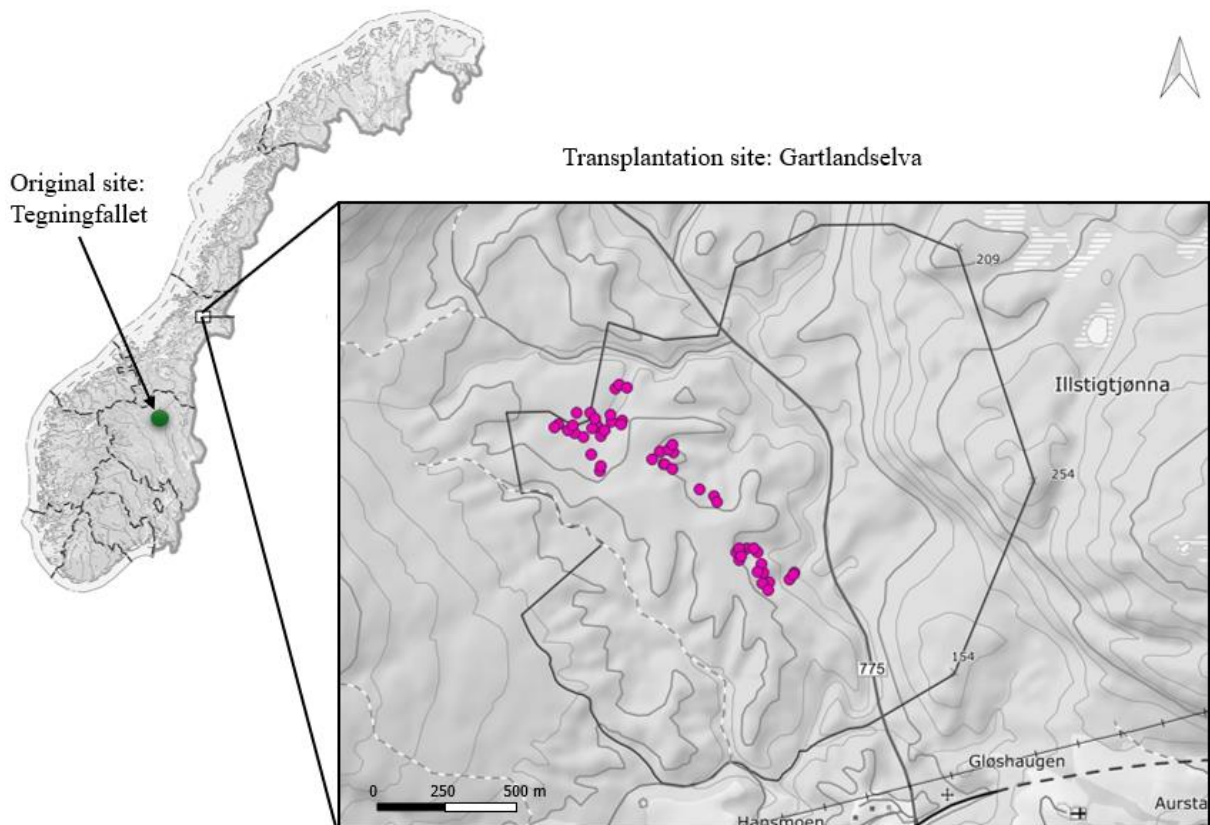 Original site:
Tegningfallet
Transplantation site: Gartlandselva
209
Illstigtjønna
254
775
154
Gløshaugen
0 250 500 m
Hansmoen
Aursta